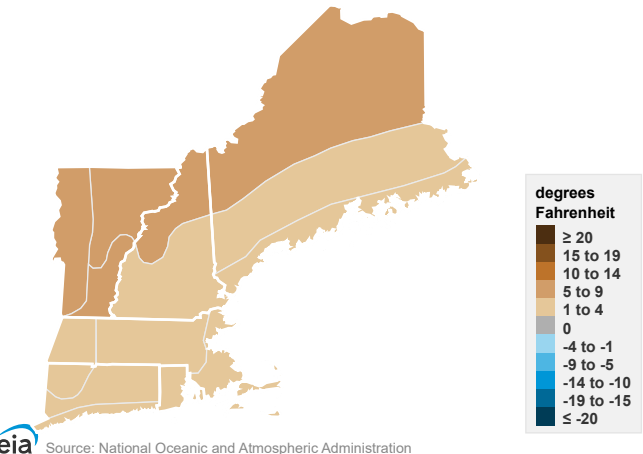 degrees
Fahrenheit
≥ 20
15 to 19
10 to 14
5 to 9
1 to 4
0
-4 to -1
-9 to -5
-14 to -10
-19 to -15
≤ -20
eia Source: National Oceanic and Atmospheric Administration